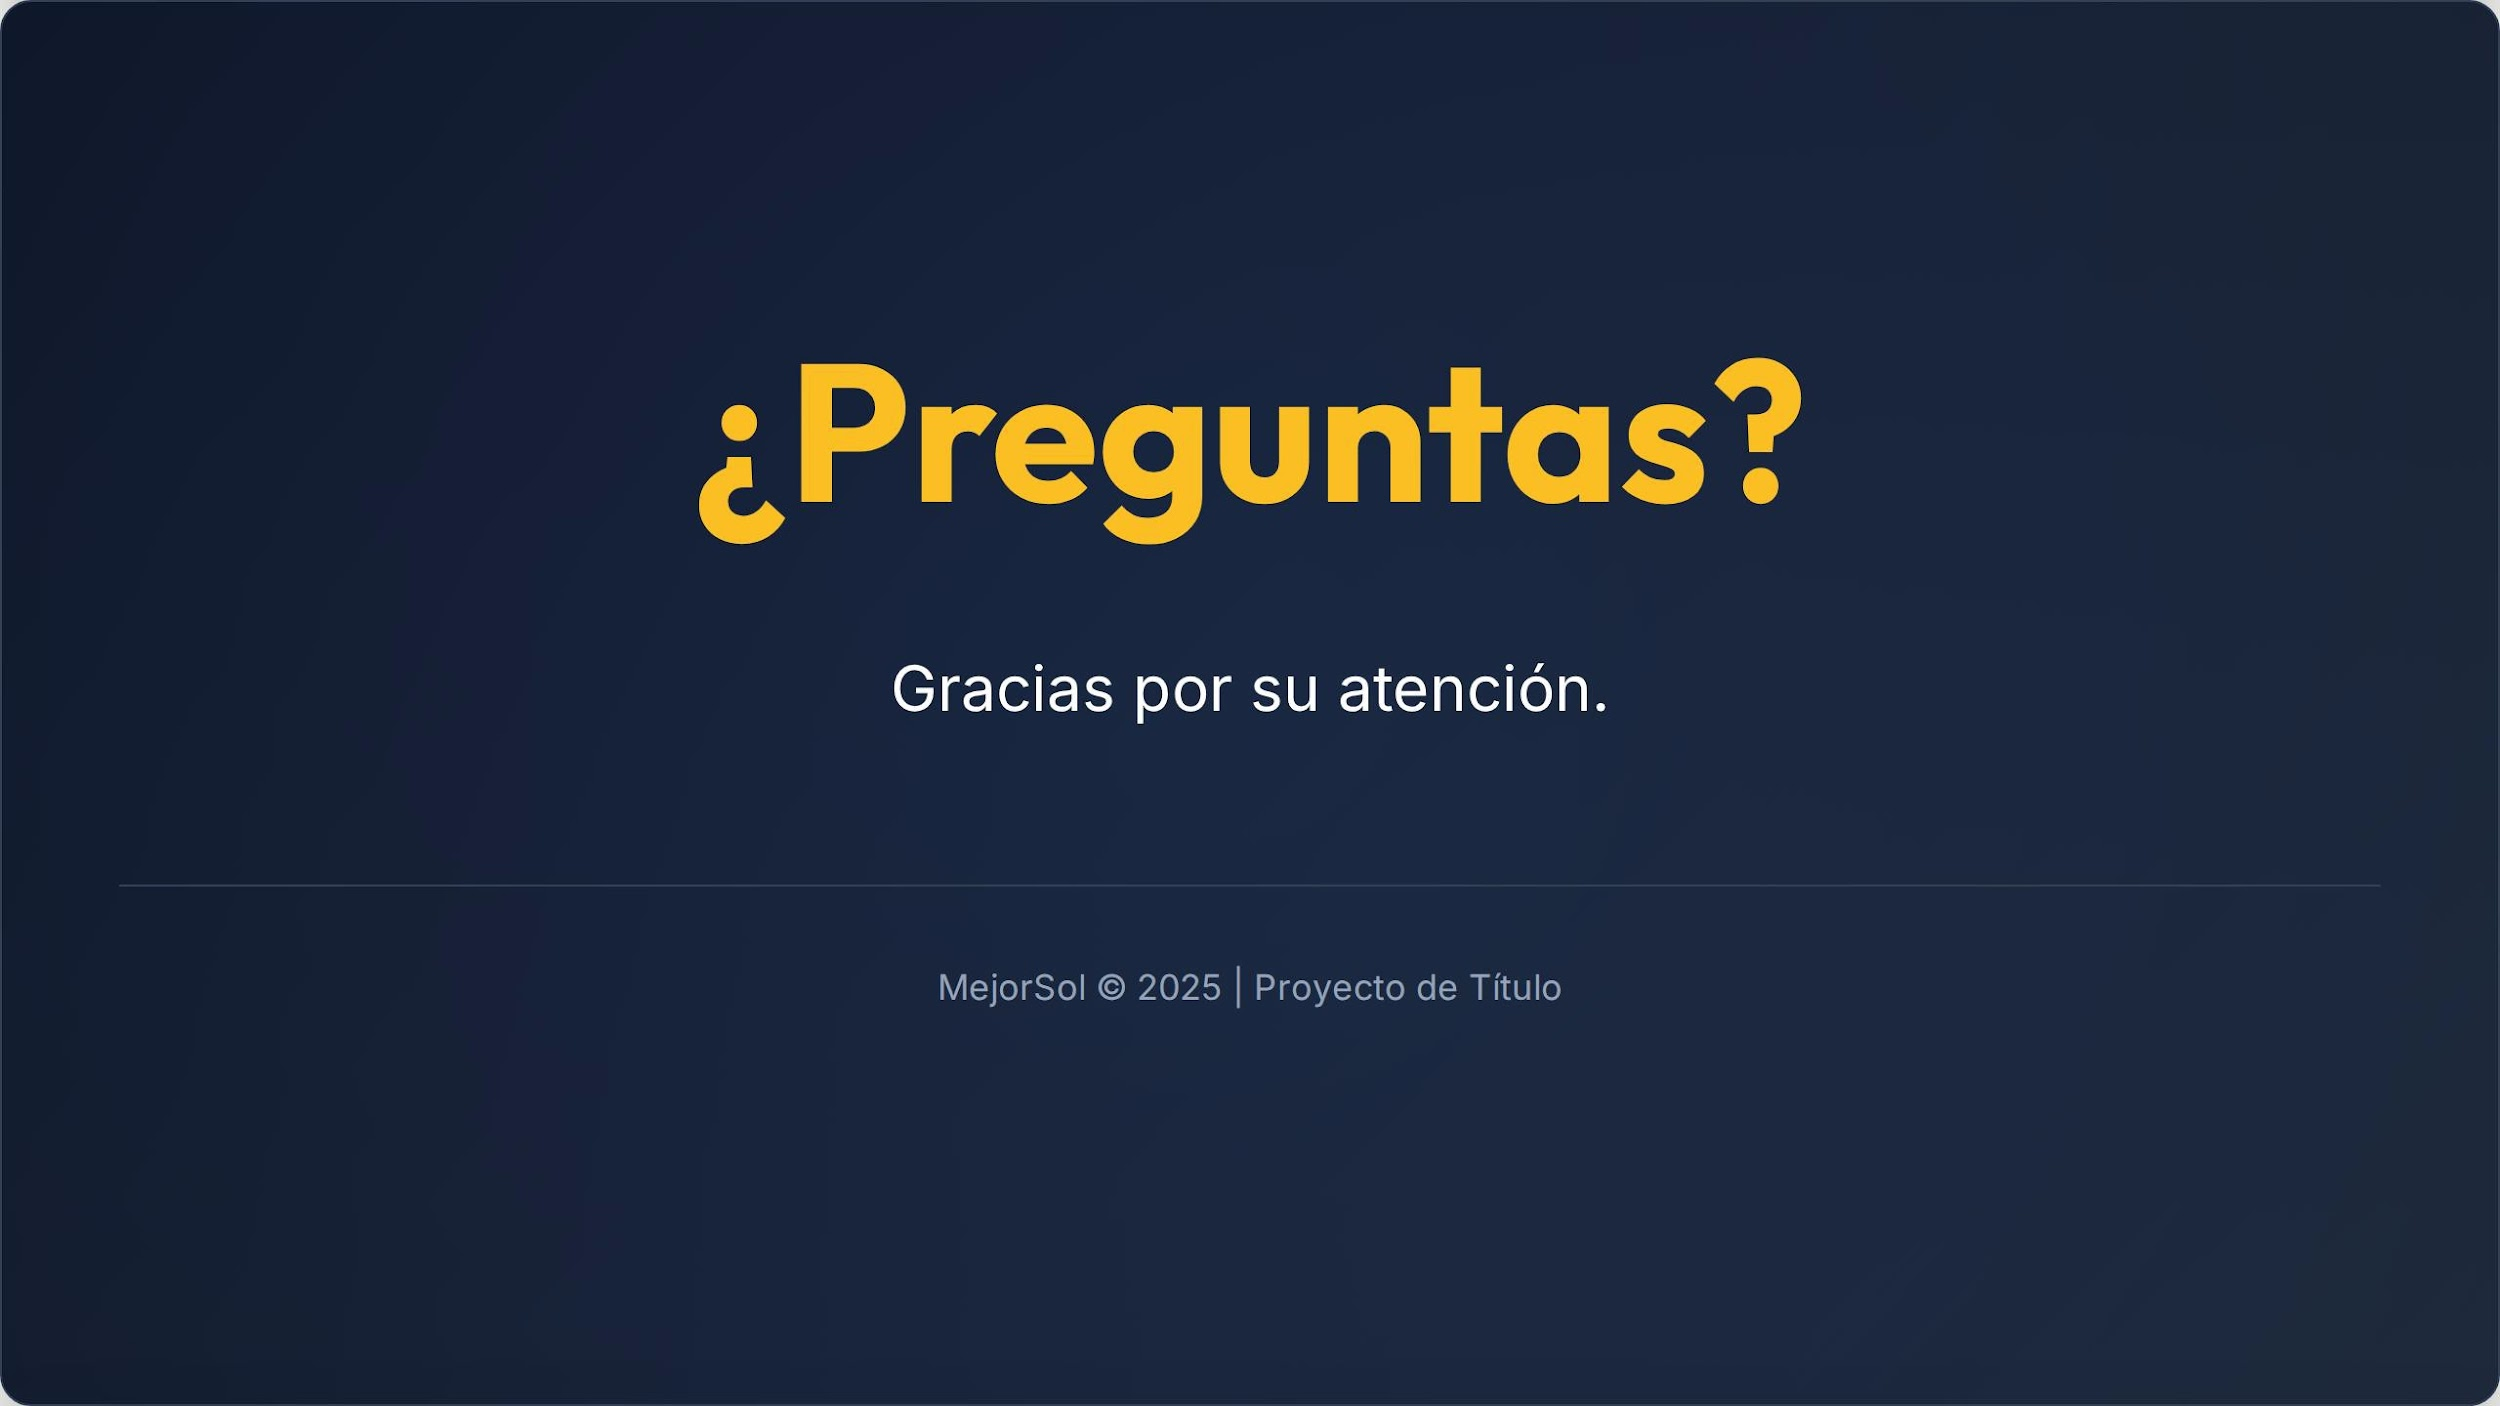 ¿Preguntas?
Gracias por su atención.
MejorSol © 2025 | Proyecto de Título